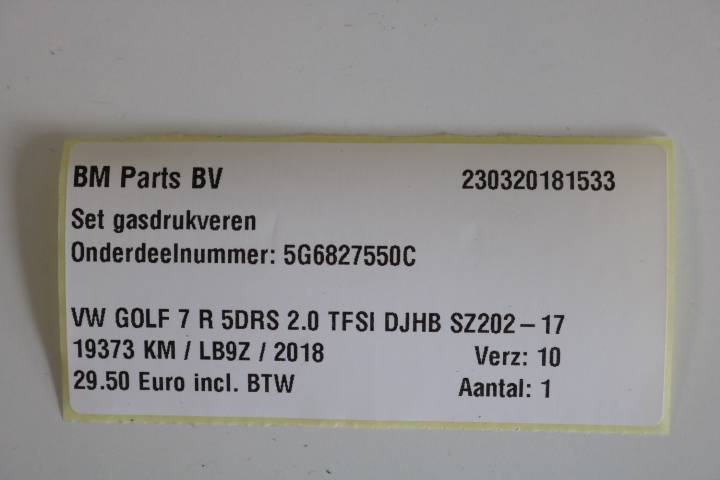 BM Parts BV 230320181533
Set gasdrukveren
Onderdeelnummer: 5G6827550C
VW GOLF 7 R 5DRS 2.0 TFSI DJHB SZ202-17
19373 KM / LB9Z / 2018 Verz: 10
29.50 Euro incl. BTW Aantal: 1